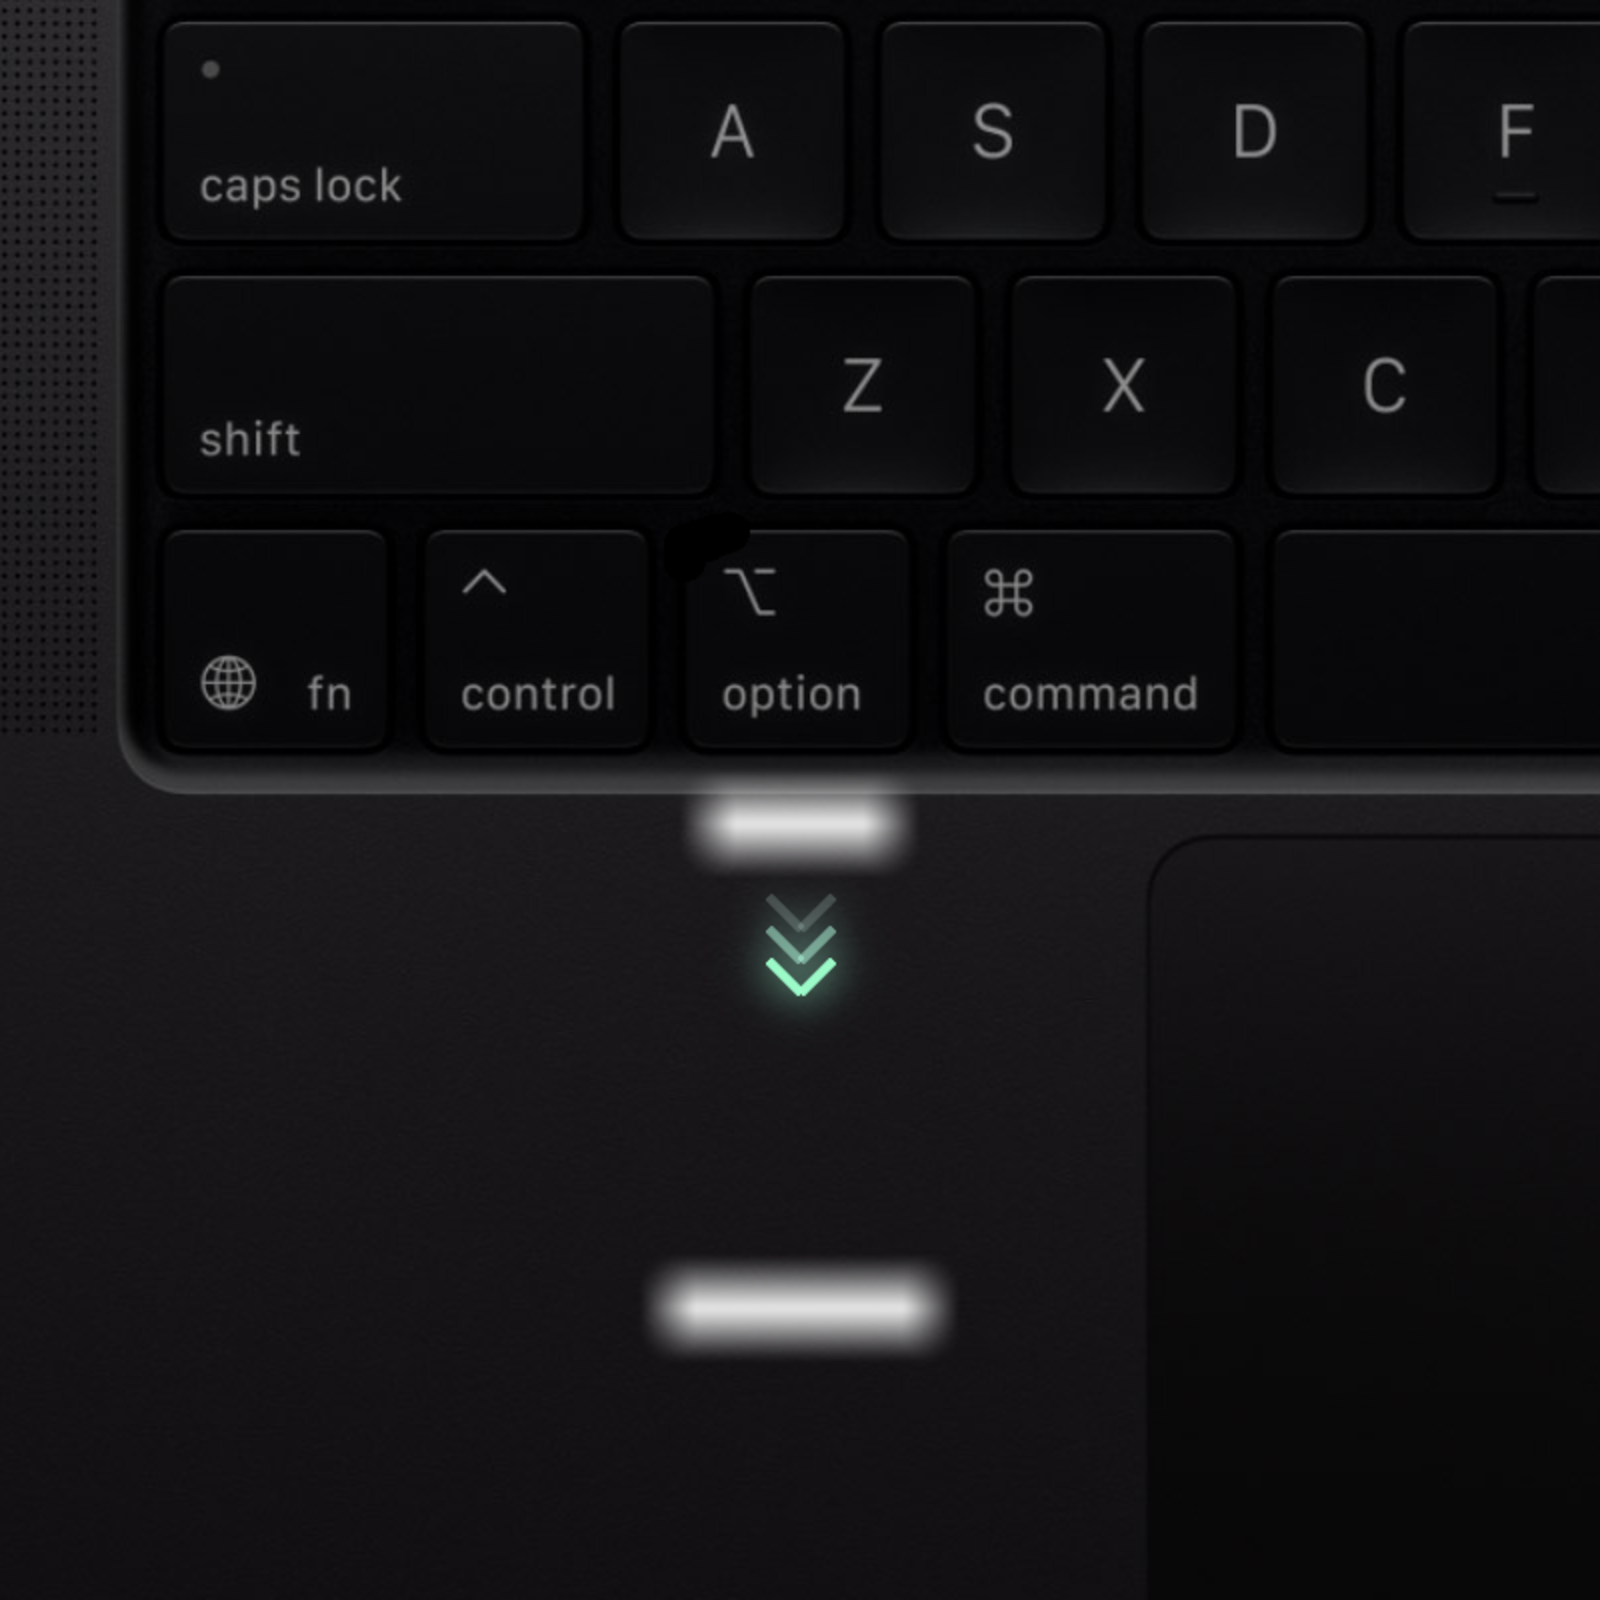 caps lock
A
S
D
F
shift
Z
X
C
fn
⌃
control
⌥
option
⌘
command